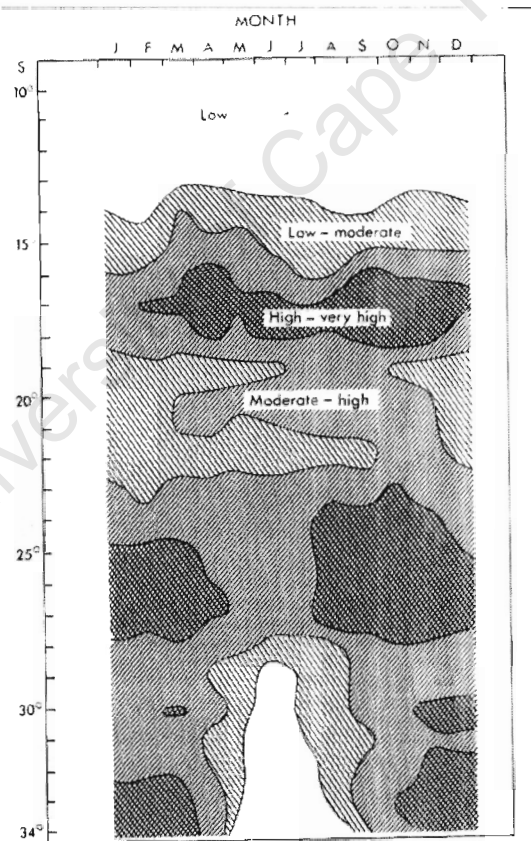 MONTH
J F M A M J J A S O N D
S
10°
Low
Low – moderate
15°
High – very high
Moderate – high
20°
25°
30°
34°